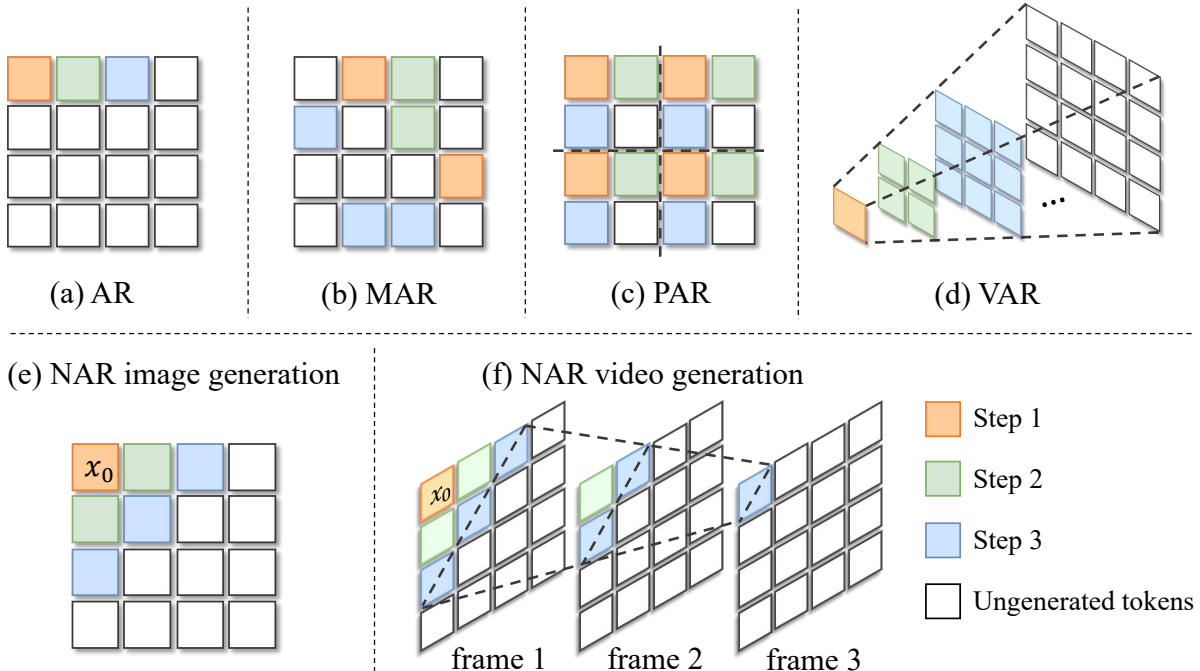 (a) AR
(b) MAR
(c) PAR
(d) VAR
...
(e) NAR image generation
x₀
(f) NAR video generation
x₀
frame 1
frame 2
frame 3
Step 1
Step 2
Step 3
Ungenerated tokens